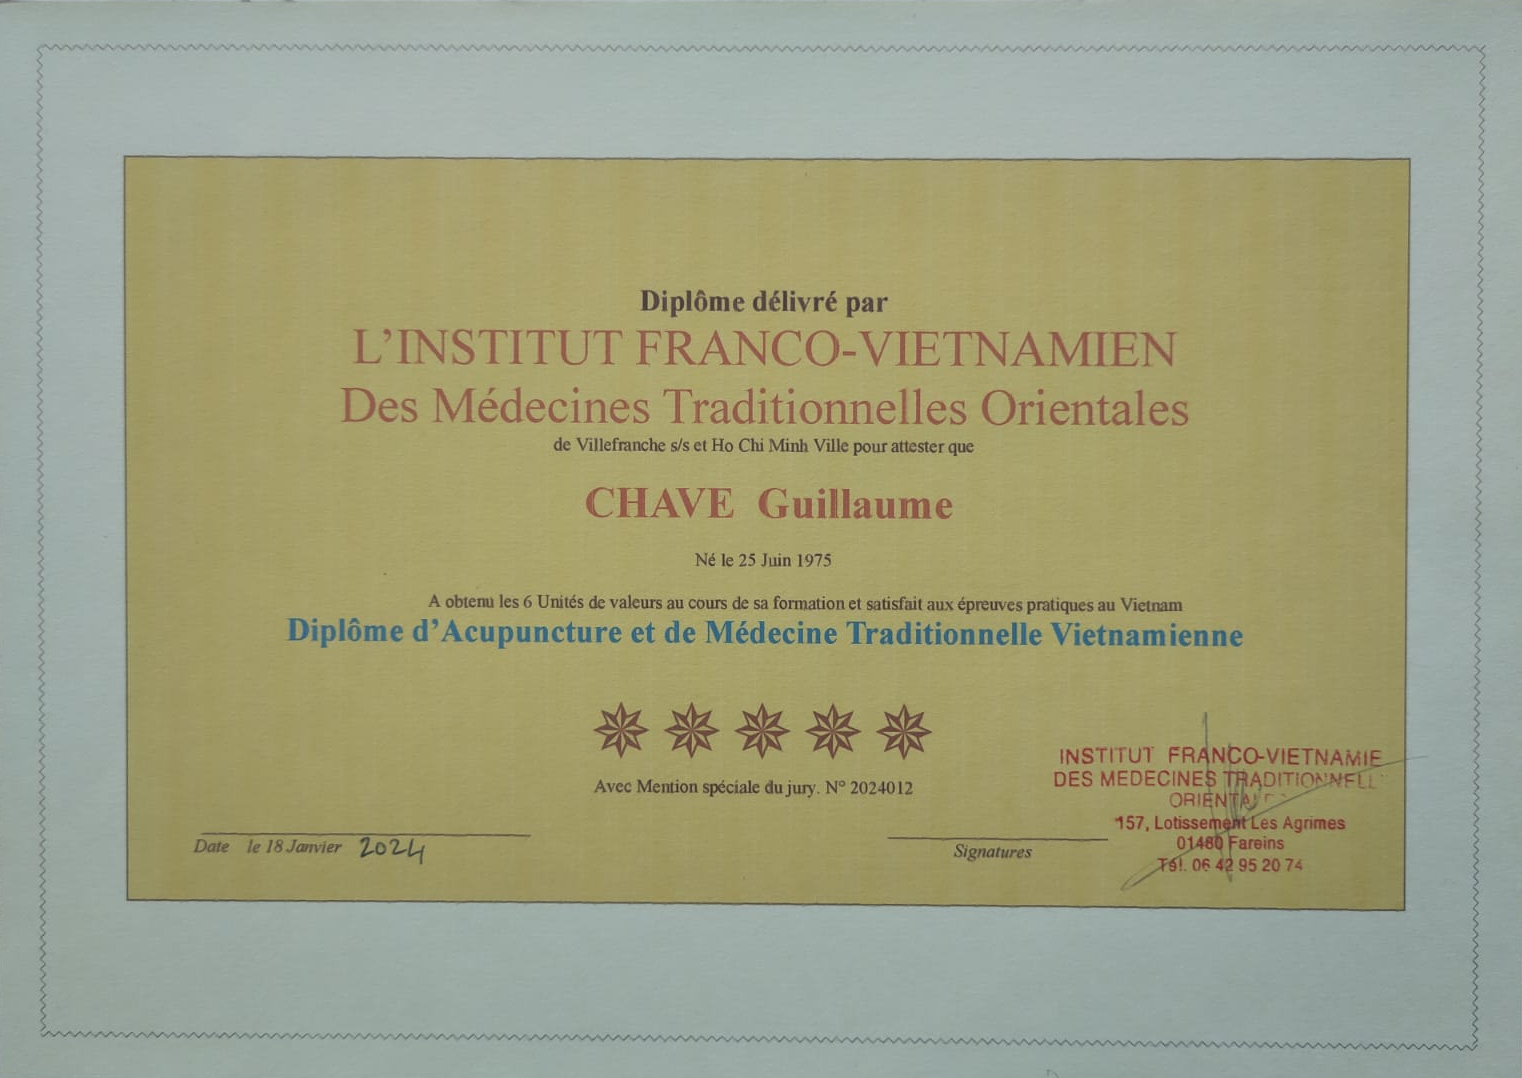 Diplôme délivré par
L'INSTITUT FRANCO-VIETNAMIEN
Des Médecines Traditionnelles Orientales
de Villefranche s/s et Ho Chi Minh Ville pour attester que
CHAVE Guillaume
Né le 25 Juin 1975
A obtenu les 6 Unités de valeurs au cours de sa formation et satisfait aux épreuves pratiques au Vietnam
Diplôme d'Acupuncture et de Médecine Traditionnelle Vietnamienne
Avec Mention spéciale du jury. N° 2024012
Date le 18 Janvier 2024
Signatures
INSTITUT FRANCO-VIETNAMIE
DES MEDECINES TRADITIONNELL
157, Lotissement Les Agrimes
01480 Fareins
Tél. 06 42 95 20 74